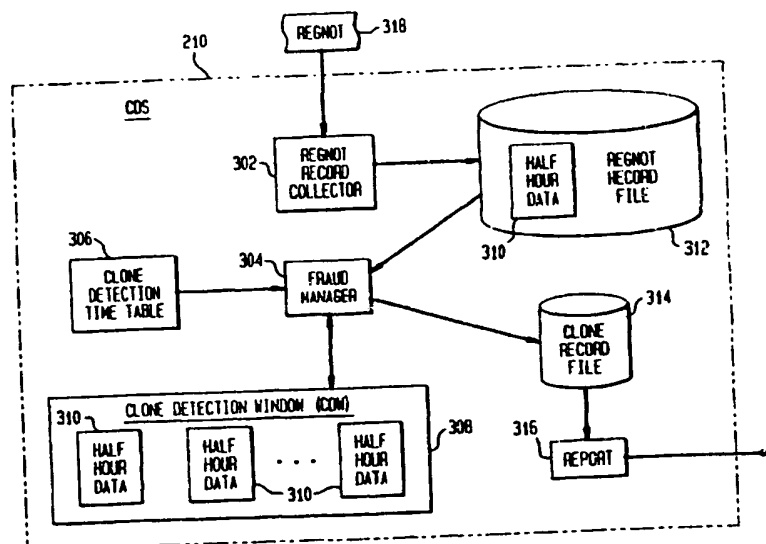 REGNOT
318
210
CDS
302
REGNOT
RECORD
COLLECTOR
HALF
HOUR
DATA
310
REGNOT
RECORD
FILE
312
306
CLONE
DETECTION
TIME TABLE
304
FRAUD
MANAGER
314
CLONE
RECORD
FILE
CLONE DETECTION WINDOW (CDW)
308
310
HALF
HOUR
DATA
HALF
HOUR
DATA
...
HALF
HOUR
DATA
310
316
REPORT